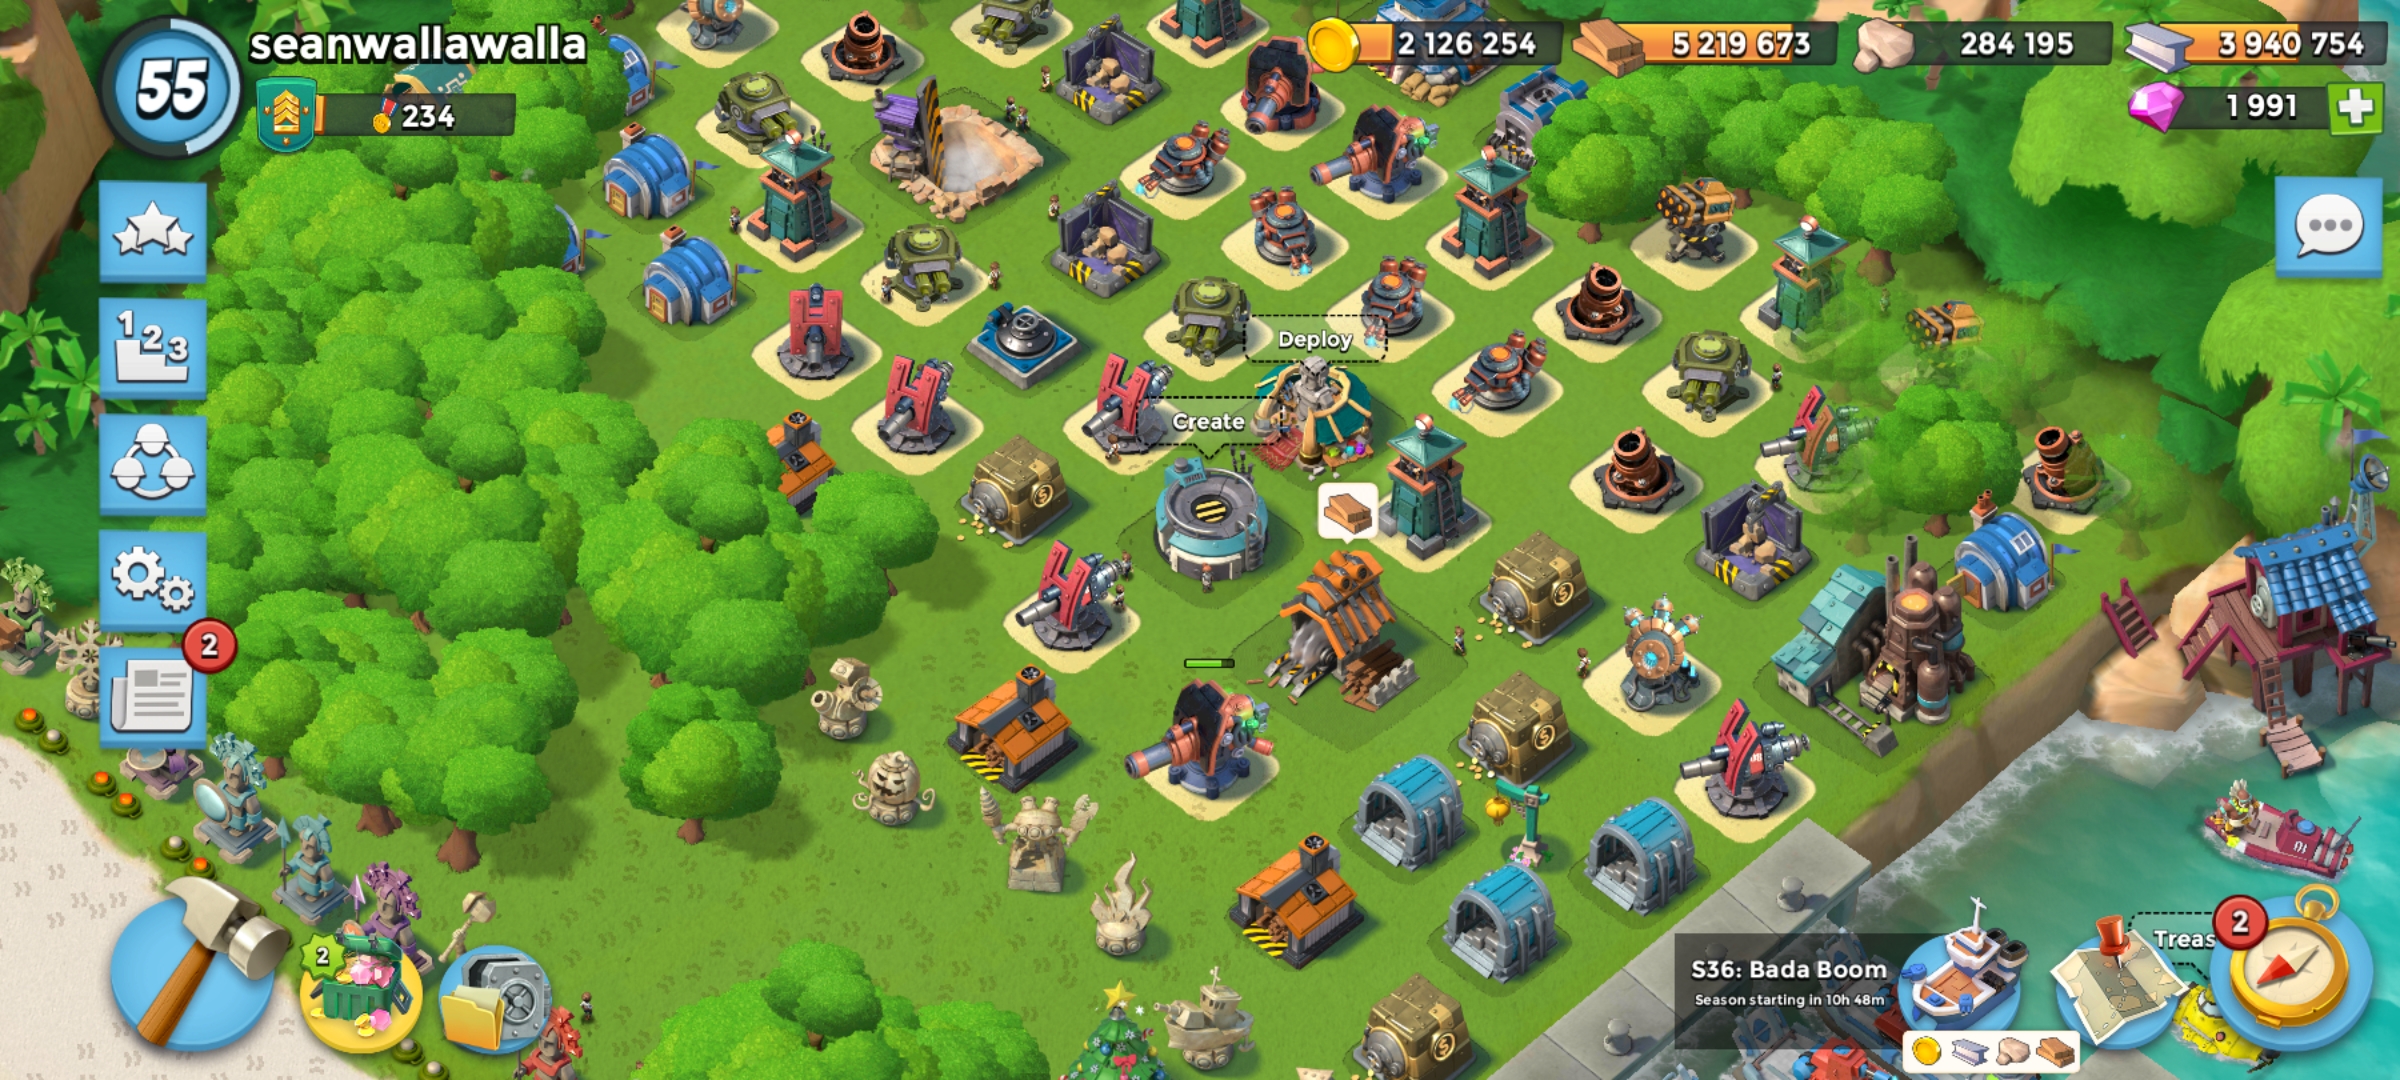 55
seanwallawalla
234
2 126 254
5 219 673
284 195
3 940 754
1 991
123
Deploy
Create
2
2
S36: Bada Boom
Season starting in 10h 48m
Treas
2